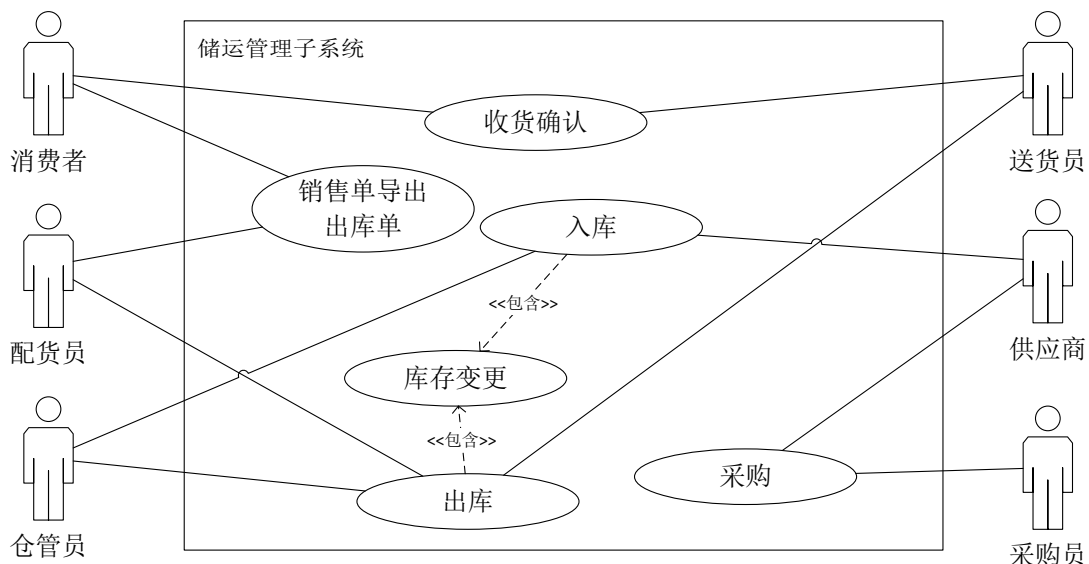 储运管理子系统
消费者
收货确认
送货员
销售单导出
出库单
入库
配货员
<<包含>>
供应商
库存变更
<<包含>>
采购
出库
仓管员
采购员